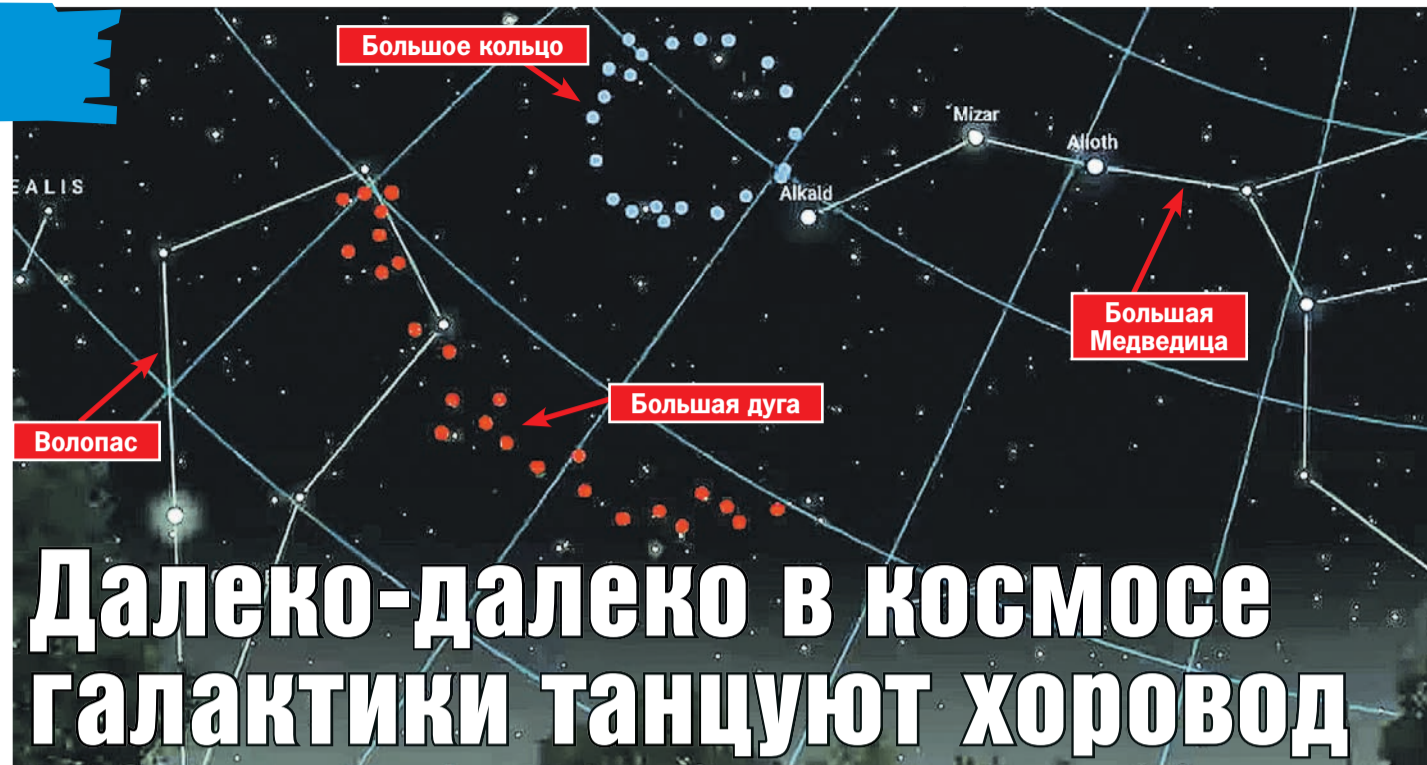 Большое кольцо
Mizar
Alioth
EALIS
Alkaid
Большая
Медведица
Большая дуга
Волопас
Далеко-далеко в космосе
галактики танцуют хоровод